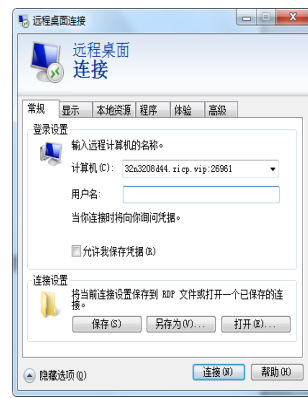 远程桌面连接
远程桌面
连接
常规 显示 本地资源 程序 体验 高级
登录设置
输入远程计算机的名称。
计算机(C): 32n3208d44.zicp.vip:26961
用户名:
当你连接时将向你询问凭据。
允许我保存凭据(R)
连接设置
将当前连接设置保存到 RDP 文件或打开一个已保存的连
接。
保存(S) 另存为(V)... 打开(E)...
隐藏选项(O) 连接(N) 帮助(H)